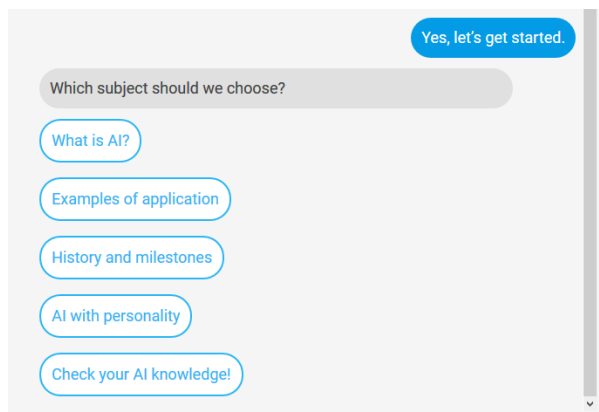 Yes, let's get started.
Which subject should we choose?
What is AI?
Examples of application
History and milestones
AI with personality
Check your AI knowledge!